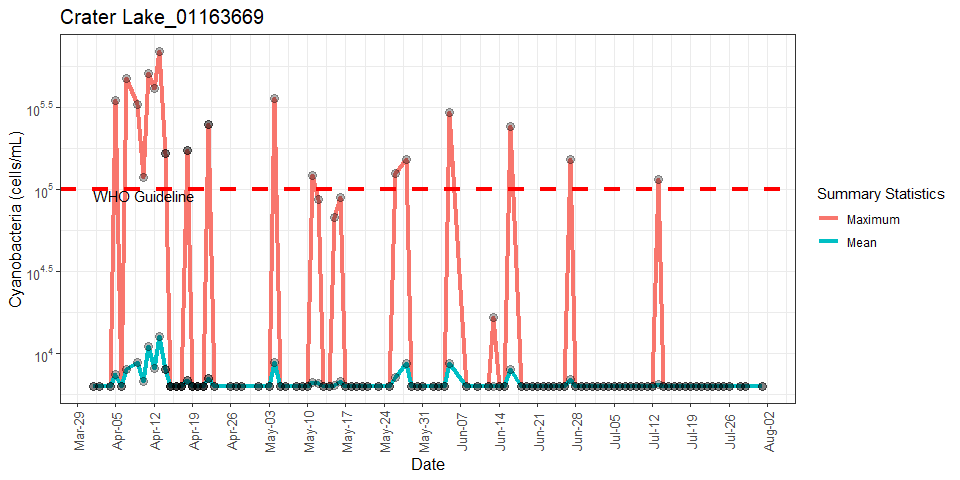 Crater Lake_01163669
Cyanobacteria (cells/mL)
10^5.5
10^5
10^4.5
10^4
WHO Guideline
Mar-29
Apr-05
Apr-12
Apr-19
Apr-26
May-03
May-10
May-17
May-24
May-31
Jun-07
Jun-14
Jun-21
Jun-28
Jul-05
Jul-12
Jul-19
Jul-26
Aug-02
Date
Summary Statistics
Maximum
Mean